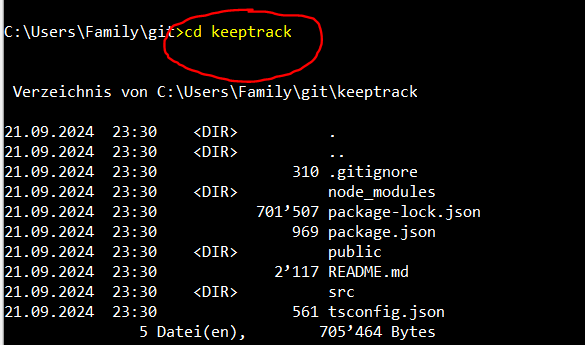 C:\Users\Family\git>cd keeptrack
Verzeichnis von C:\Users\Family\git\keeptrack
21.09.2024  23:30    <DIR>          .
21.09.2024  23:30    <DIR>          ..
21.09.2024  23:30               310 .gitignore
21.09.2024  23:30    <DIR>          node_modules
21.09.2024  23:30           701’507 package-lock.json
21.09.2024  23:30               969 package.json
21.09.2024  23:30    <DIR>          public
21.09.2024  23:30             2’117 README.md
21.09.2024  23:30    <DIR>          src
21.09.2024  23:30               561 tsconfig.json
5 Datei(en),        705’464 Bytes